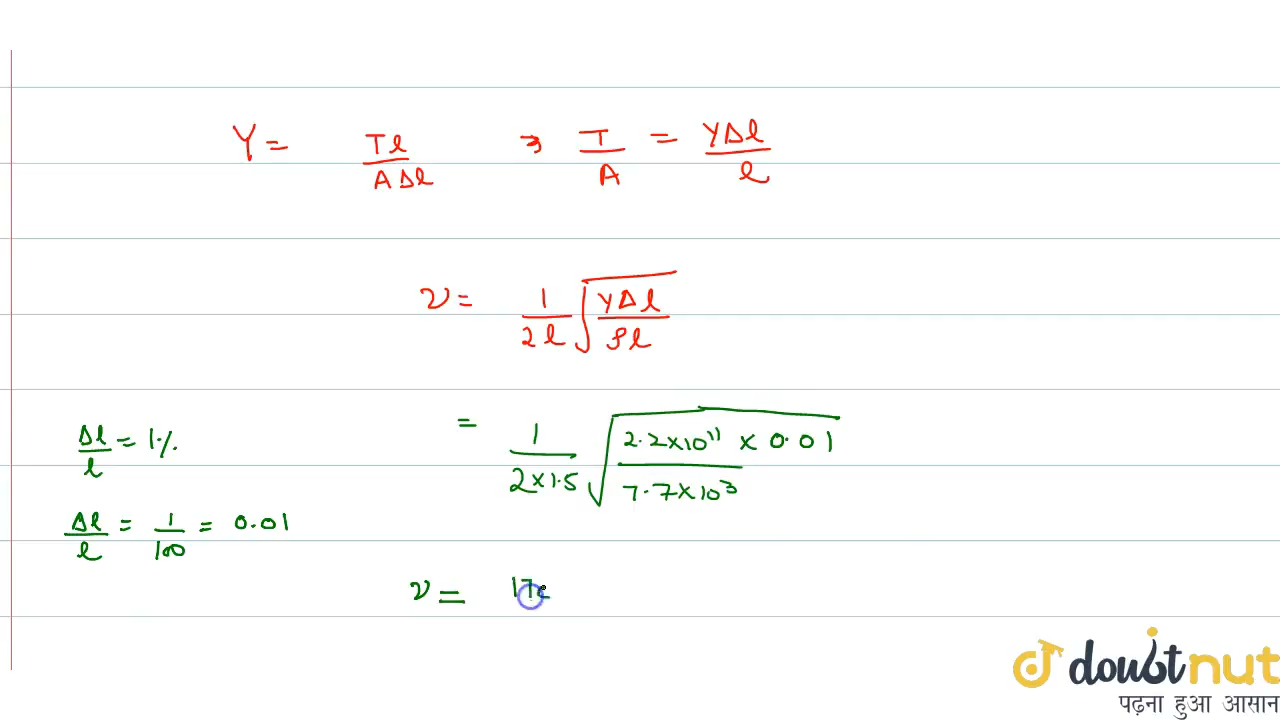 Y = Tl / AΔl ⇒ T / A = YΔl / l
ν = 1 / 2l √(YΔl / ρl)
Δl / l = 1%
= 1 / 2×1.5 √(2.2×10¹¹ × 0.01 / 7.7×10³)
Δl / l = 1 / 100 = 0.01
ν = 17
doubtnut
पढ़ना हुआ आसान